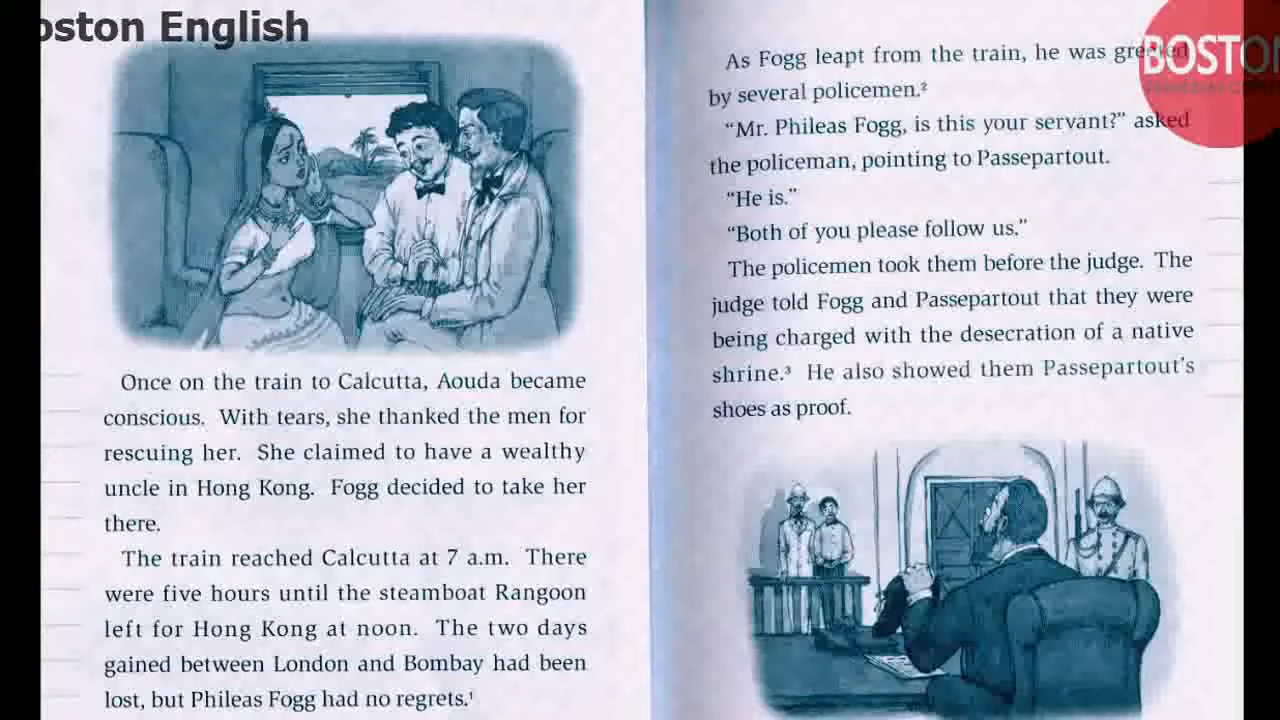 oston English
Once on the train to Calcutta, Aouda became
conscious. With tears, she thanked the men for
rescuing her. She claimed to have a wealthy
uncle in Hong Kong. Fogg decided to take her
there.
The train reached Calcutta at 7 a.m. There
were five hours until the steamboat Rangoon
left for Hong Kong at noon. The two days
gained between London and Bombay had been
lost, but Phileas Fogg had no regrets.¹
BOSTON
As Fogg leapt from the train, he was greeted
by several policemen.²
“Mr. Phileas Fogg, is this your servant?” asked
the policeman, pointing to Passepartout.
“He is.”
“Both of you please follow us.”
The policemen took them before the judge. The
judge told Fogg and Passepartout that they were
being charged with the desecration of a native
shrine.³ He also showed them Passepartout’s
shoes as proof.